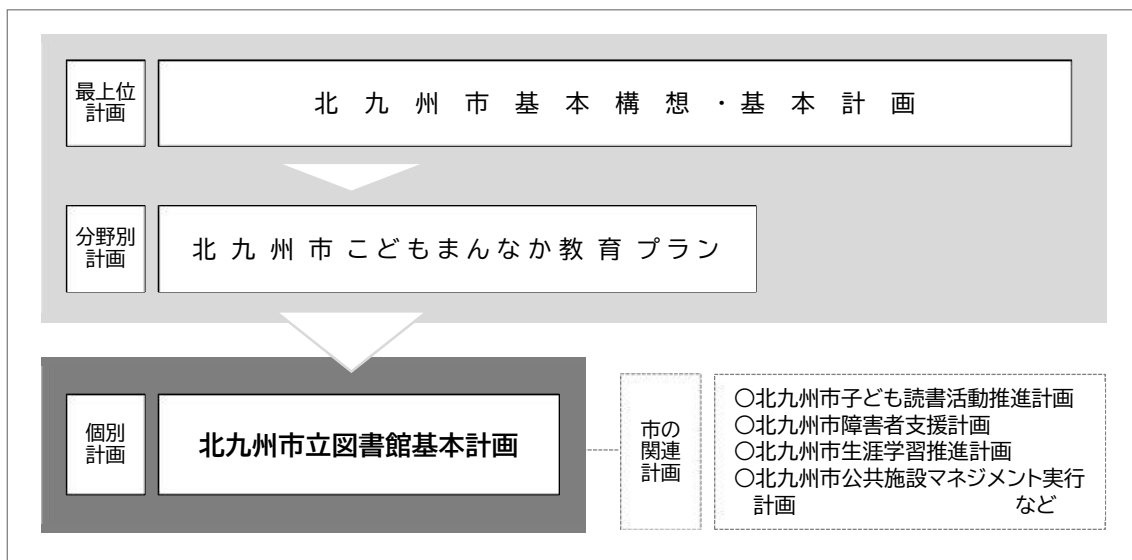 最上位
計画
北九州市基本構想・基本計画
分野別
計画
北九州市こどもまんなか教育プラン
個別
計画
北九州市立図書館基本計画
市の
関連
計画
○北九州市子ども読書活動推進計画
○北九州市障害者支援計画
○北九州市生涯学習推進計画
○北九州市公共施設マネジメント実行
計画 など